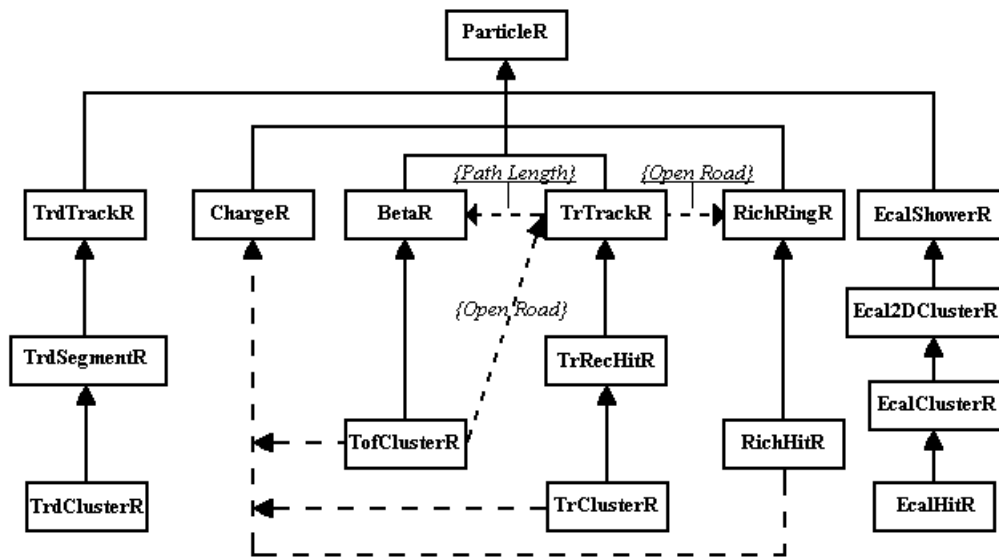 ParticleR
{Path Length}
{Open Road}
TrdTrackR
ChargeR
BetaR
TrTrackR
RichRingR
EcalShowerR
{Open Road}
Ecal2DClusterR
TrdSegmentR
TrRecHitR
EcalClusterR
TofClusterR
RichHitR
TrdClusterR
TrClusterR
EcalHitR